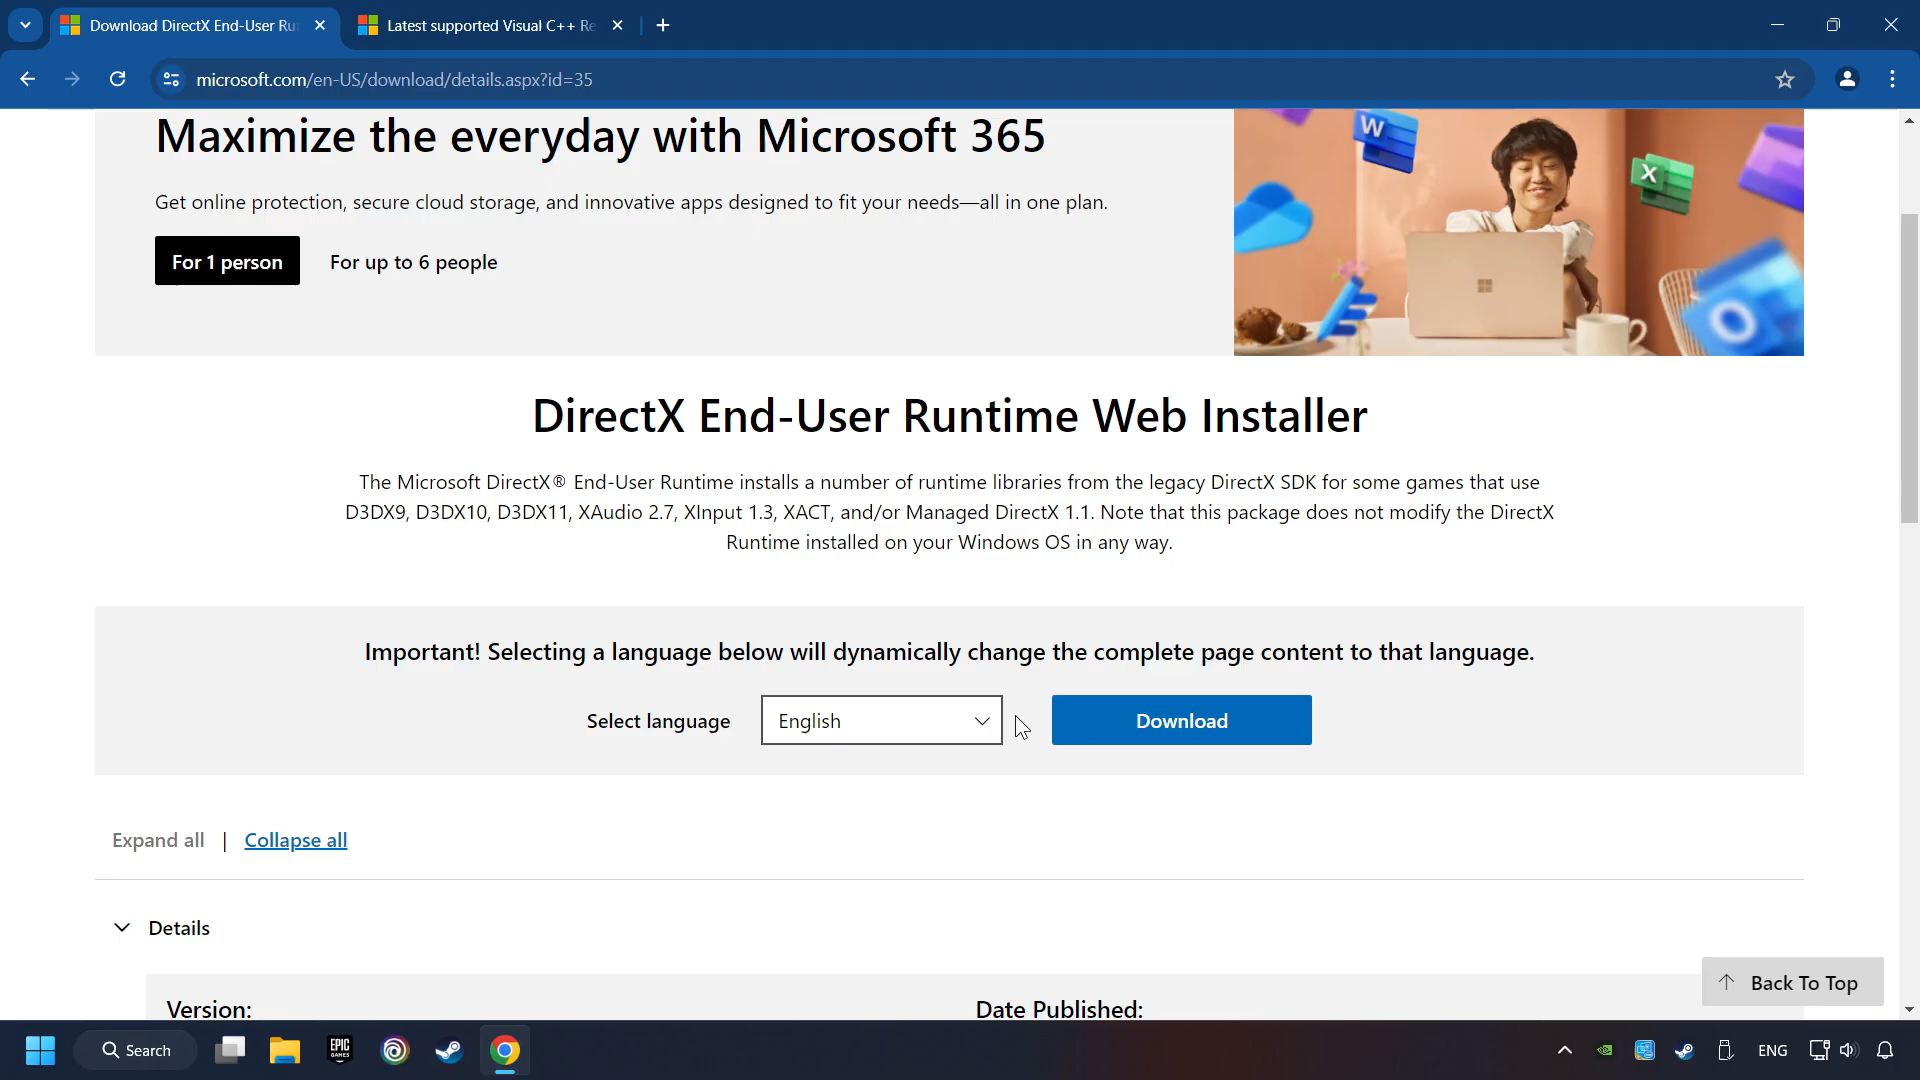 Download DirectX End-User Ru
Latest supported Visual C++ Re
microsoft.com/en-US/download/details.aspx?id=35
Maximize the everyday with Microsoft 365
Get online protection, secure cloud storage, and innovative apps designed to fit your needs—all in one plan.
For 1 person
For up to 6 people
W
X
DirectX End-User Runtime Web Installer
The Microsoft DirectX® End-User Runtime installs a number of runtime libraries from the legacy DirectX SDK for some games that use
D3DX9, D3DX10, D3DX11, XAudio 2.7, XInput 1.3, XACT, and/or Managed DirectX 1.1. Note that this package does not modify the DirectX
Runtime installed on your Windows OS in any way.
Important! Selecting a language below will dynamically change the complete page content to that language.
Select language
English
Download
Expand all | Collapse all
Details
Back To Top
Version:
Date Published:
Search
EPIC
GAMES
ENG